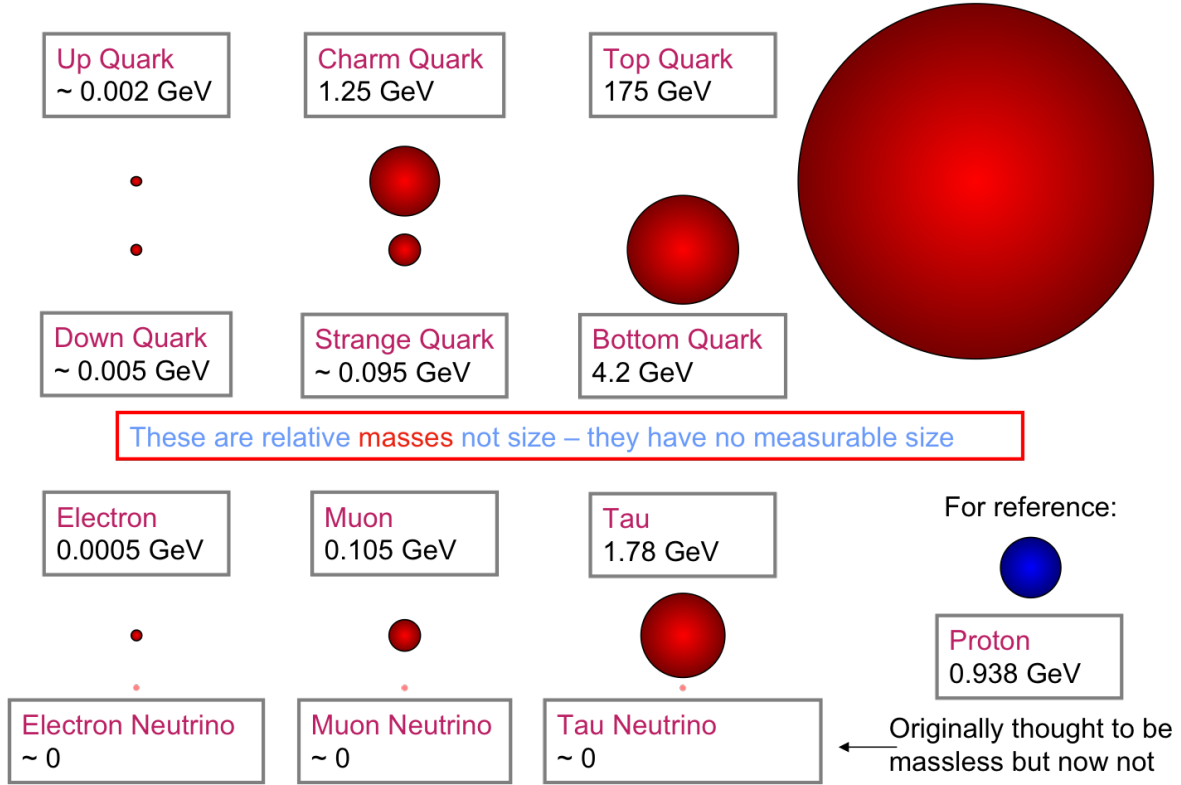 Up Quark
~ 0.002 GeV
Charm Quark
1.25 GeV
Top Quark
175 GeV
Down Quark
~ 0.005 GeV
Strange Quark
~ 0.095 GeV
Bottom Quark
4.2 GeV
These are relative masses not size – they have no measurable size
Electron
0.0005 GeV
Muon
0.105 GeV
Tau
1.78 GeV
For reference:
Proton
0.938 GeV
Electron Neutrino
~ 0
Muon Neutrino
~ 0
Tau Neutrino
~ 0
Originally thought to be
massless but now not